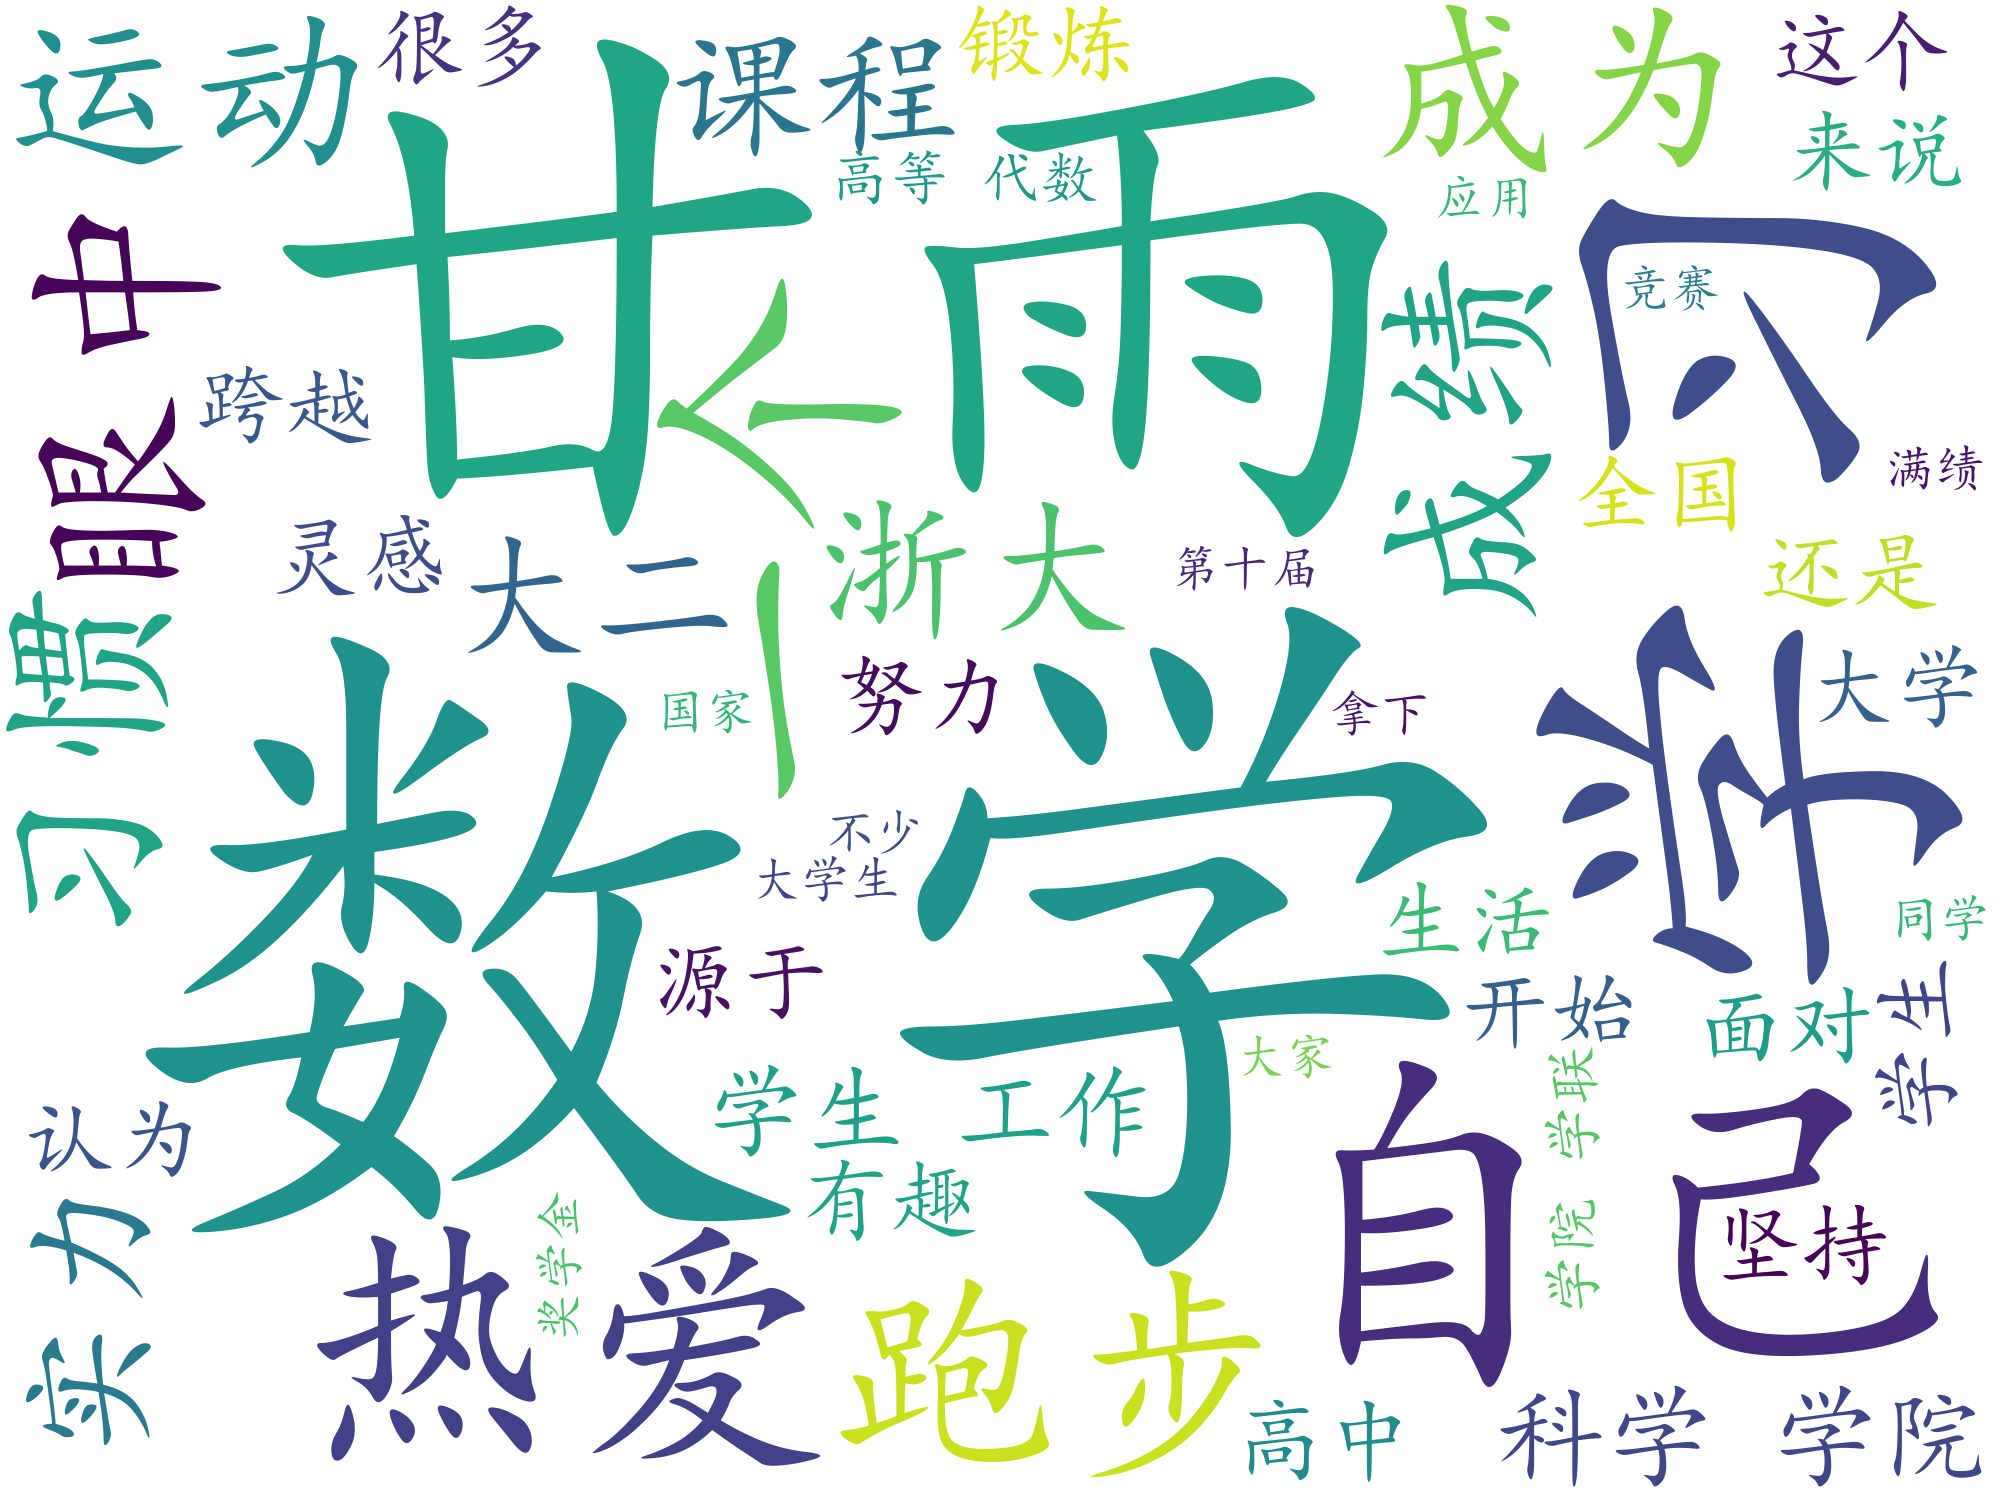 运动
很多
课程
锻炼
成为
这个
来说
甘雨
高等 代数
应用
眼中
跨越
一个
成绩
学习
竞赛
全国
满绩
灵感
大二
浙大
第十届
还是
习惯
数学
国家
努力
拿下
大学
不少
大学生
生活
同学
源于
开始
面对
学生
大家
学生 工作
认为
有趣
自己
学院 学联
坚持
实力
热爱
奖学金
跑步
高中
科学 学院